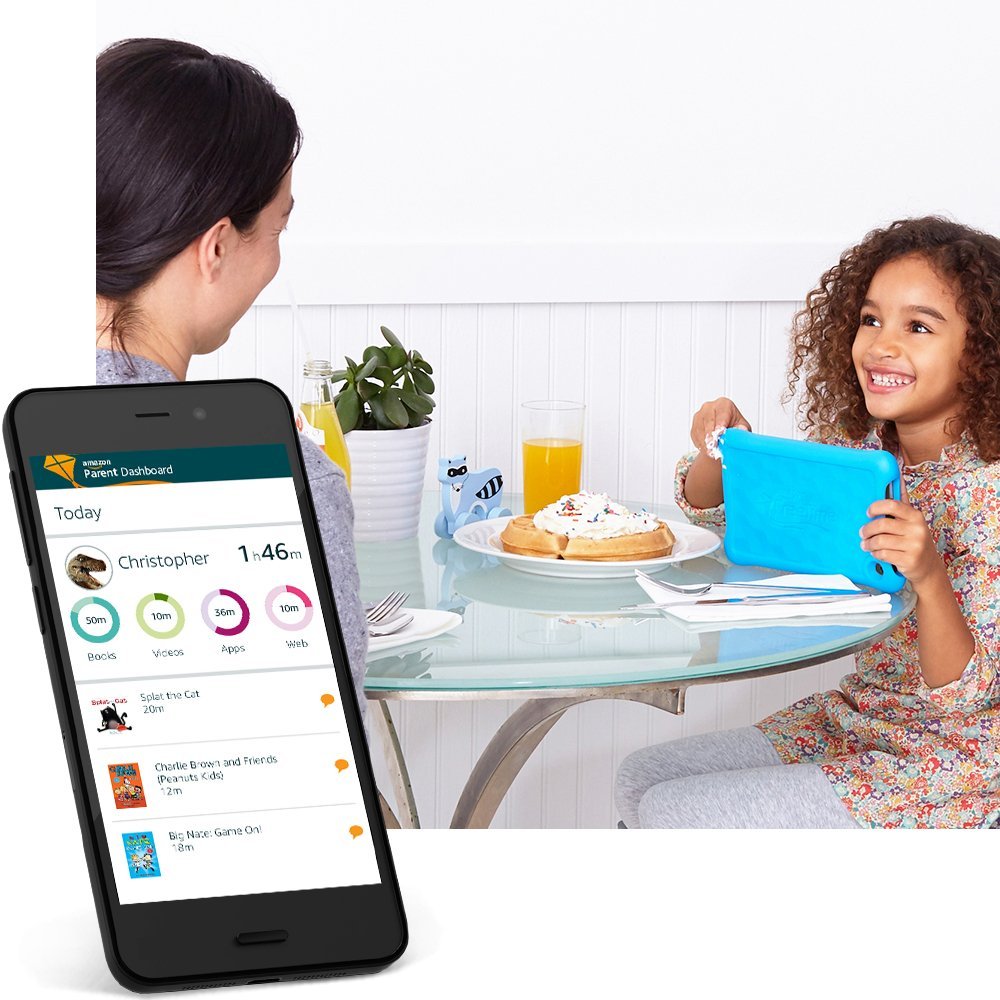 amazon
Parent Dashboard
Today
Christopher 1h46m
50m 10m 36m 10m
Books Videos Apps Web
Splat the Cat
20m
Charlie Brown and Friends
(Peanuts Kids)
12m
Big Nate: Game On!
18m